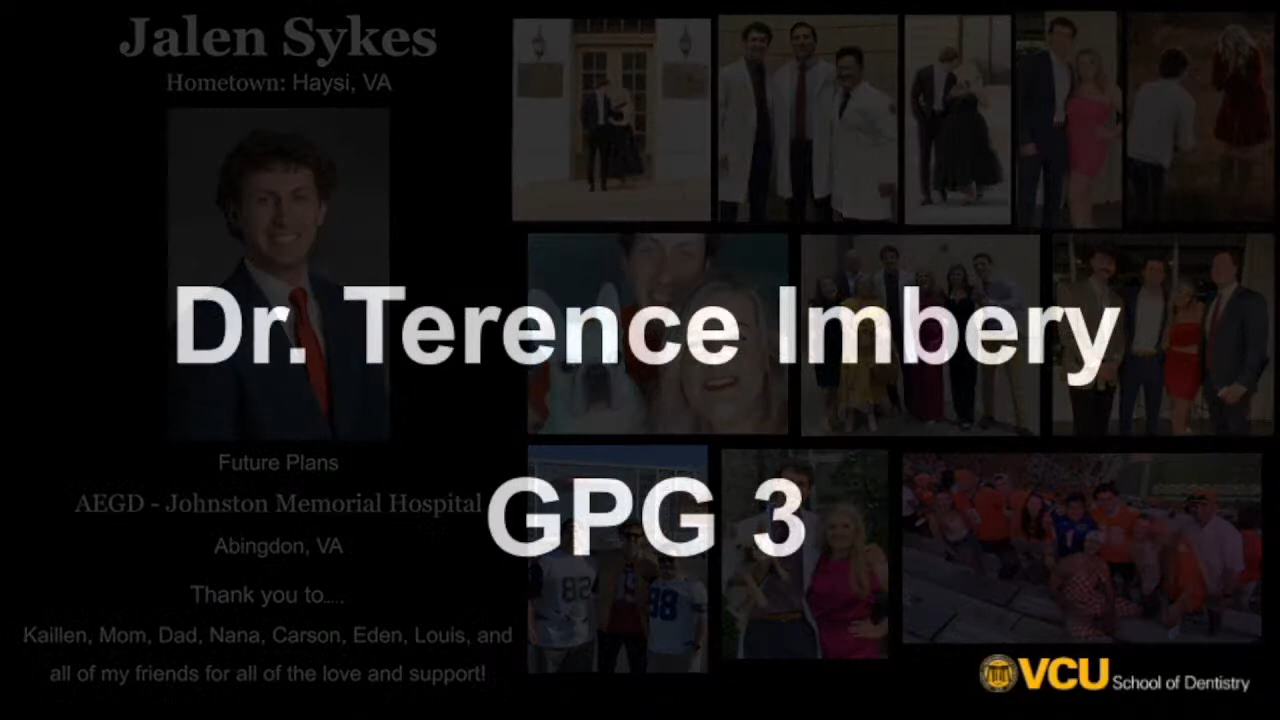 Jalen Sykes
Hometown: Haysi, VA
Dr. Terence Imbery
Future Plans
AEGD - Johnston Memorial Hospital
GPG 3
Abingdon, VA
Thank you to.....
Kaillen, Mom, Dad, Nana, Carson, Eden, Louis, and
all of my friends for all of the love and support!
82
98
VCU School of Dentistry